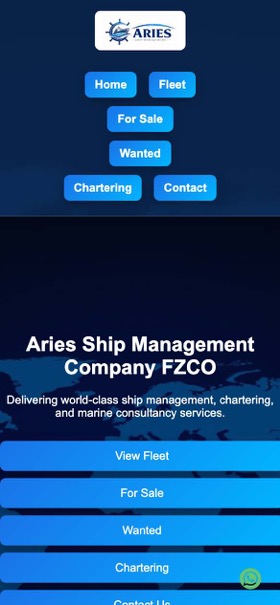 ARIES
Home
Fleet
For Sale
Wanted
Chartering
Contact
Aries Ship Management
Company FZCO
Delivering world-class ship management, chartering,
and marine consultancy services.
View Fleet
For Sale
Wanted
Chartering
Contact Us